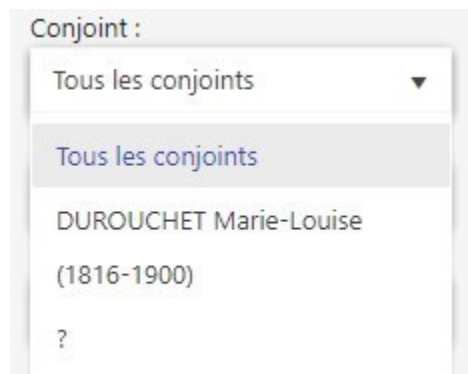 Conjoint :
Tous les conjoints
Tous les conjoints
DUROUCHET Marie-Louise
(1816-1900)
?